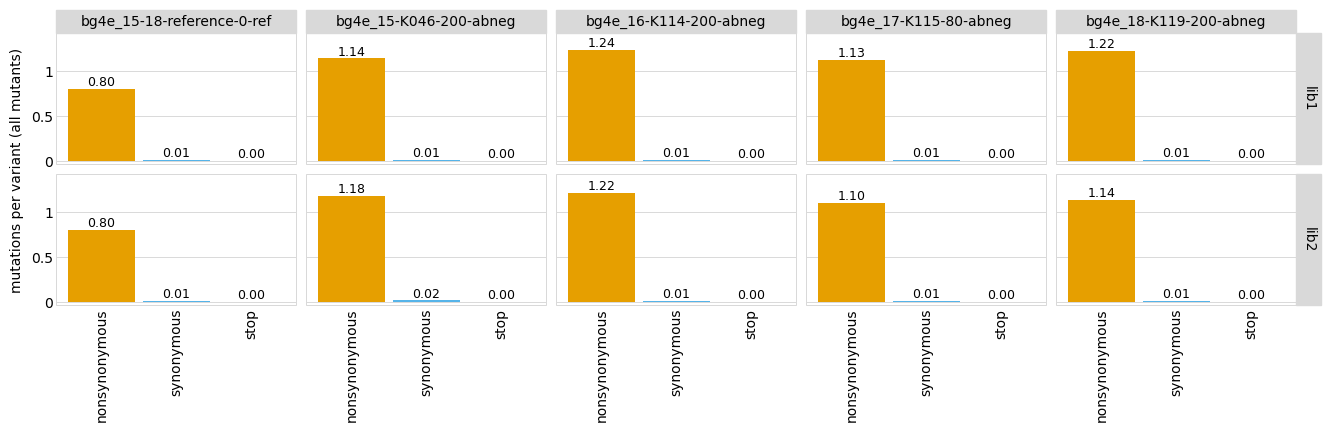 bg4e_15-18-reference-0-ref bg4e_15-K046-200-abneg bg4e_16-K114-200-abneg bg4e_17-K115-80-abneg bg4e_18-K119-200-abneg
mutations per variant (all mutants)
1
0.5
0
0.80 0.01 0.00
1.14 0.01 0.00
1.24 0.01 0.00
1.13 0.01 0.00
1.22 0.01 0.00
lib1
1
0.5
0
0.80 0.01 0.00
1.18 0.02 0.00
1.22 0.01 0.00
1.10 0.01 0.00
1.14 0.01 0.00
lib2
nonsynonymous synonymous stop
nonsynonymous synonymous stop
nonsynonymous synonymous stop
nonsynonymous synonymous stop
nonsynonymous synonymous stop